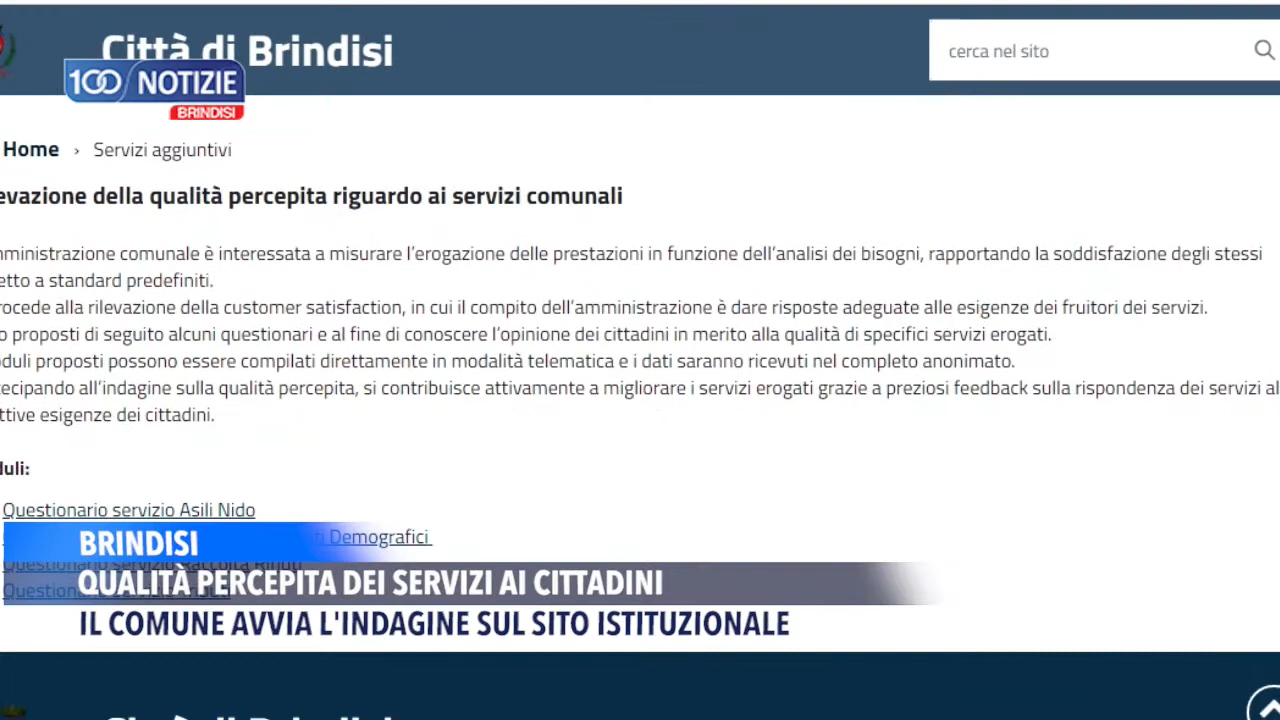 Città di Brindisi
cerca nel sito
100 NOTIZIE
BRINDISI
Home › Servizi aggiuntivi
evazione della qualità percepita riguardo ai servizi comunali
mministrazione comunale è interessata a misurare l’erogazione delle prestazioni in funzione dell’analisi dei bisogni, rapportando la soddisfazione degli stessi
etto a standard predefiniti.
rocede alla rilevazione della customer satisfaction, in cui il compito dell’amministrazione è dare risposte adeguate alle esigenze dei fruitori dei servizi.
o proposti di seguito alcuni questionari e al fine di conoscere l’opinione dei cittadini in merito alla qualità di specifici servizi erogati.
oduli proposti possono essere compilati direttamente in modalità telematica e i dati saranno ricevuti nel completo anonimato.
tecipando all’indagine sulla qualità percepita, si contribuisce attivamente a migliorare i servizi erogati grazie a preziosi feedback sulla rispondenza dei servizi al
ttive esigenze dei cittadini.
duli:
Questionario servizio Asili Nido
ti Demografici
BRINDISI
Questionario Servizio Raccolta Rifiuti
QUALITÀ PERCEPITA DEI SERVIZI AI CITTADINI
IL COMUNE AVVIA L'INDAGINE SUL SITO ISTITUZIONALE